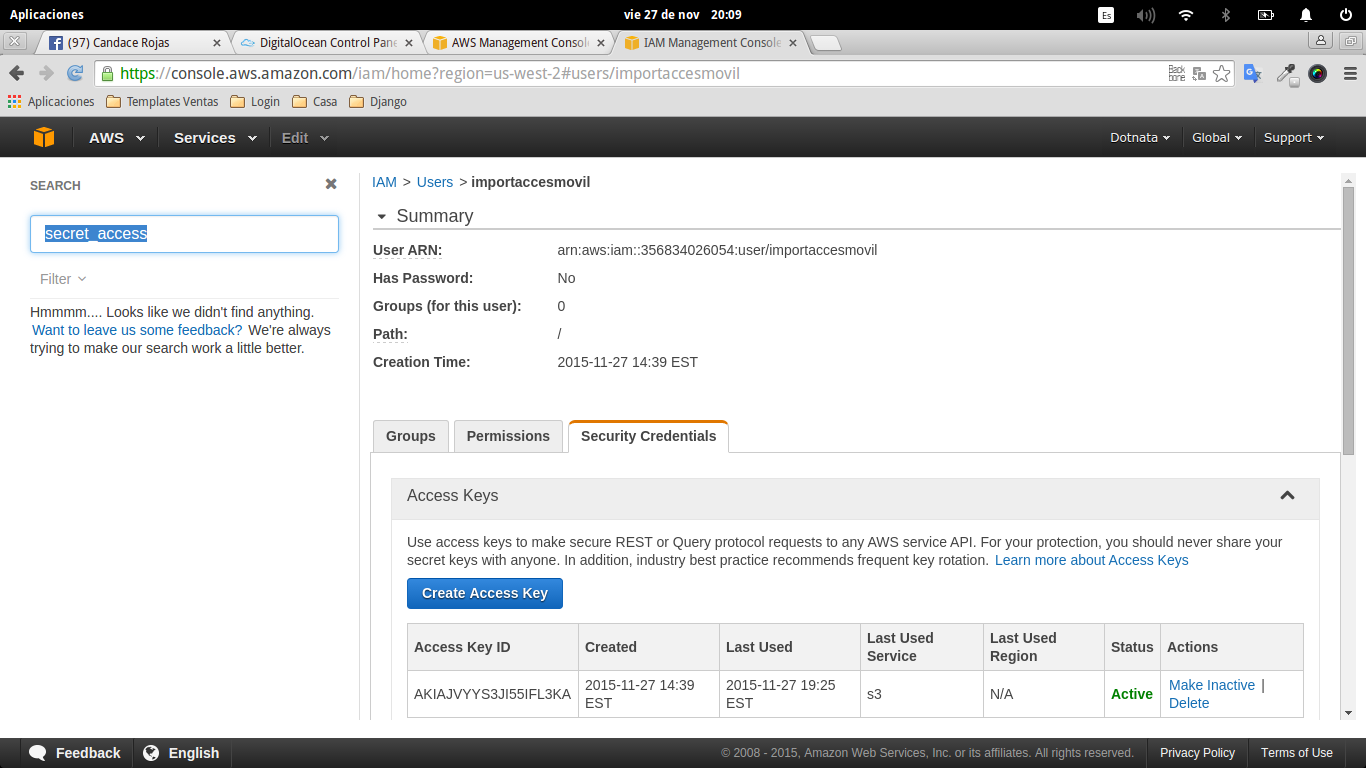 Aplicaciones
vie 27 de nov 20:09
Es
(97) Candace Rojas
DigitalOcean Control Pane
AWS Management Consol
IAM Management Console
https://console.aws.amazon.com/iam/home?region=us-west-2#users/importaccesmovil
Aplicaciones Templates Ventas Login Casa Django
AWS Services Edit Dotnata Global Support
SEARCH
secret_access
Filter
Hmmmm.... Looks like we didn't find anything.
Want to leave us some feedback? We're always
trying to make our search work a little better.
IAM > Users > importaccesmovil
Summary
User ARN: arn:aws:iam::356834026054:user/importaccesmovil
Has Password: No
Groups (for this user): 0
Path: /
Creation Time: 2015-11-27 14:39 EST
Groups Permissions Security Credentials
Access Keys
Use access keys to make secure REST or Query protocol requests to any AWS service API. For your protection, you should never share your
secret keys with anyone. In addition, industry best practice recommends frequent key rotation. Learn more about Access Keys
Create Access Key
Access Key ID Created Last Used Last Used Service Last Used Region Status Actions
AKIAJVYYS3JI55IFL3KA 2015-11-27 14:39 EST 2015-11-27 19:25 EST s3 N/A Active Make Inactive | Delete
Feedback English © 2008 - 2015, Amazon Web Services, Inc. or its affiliates. All rights reserved. Privacy Policy Terms of Use